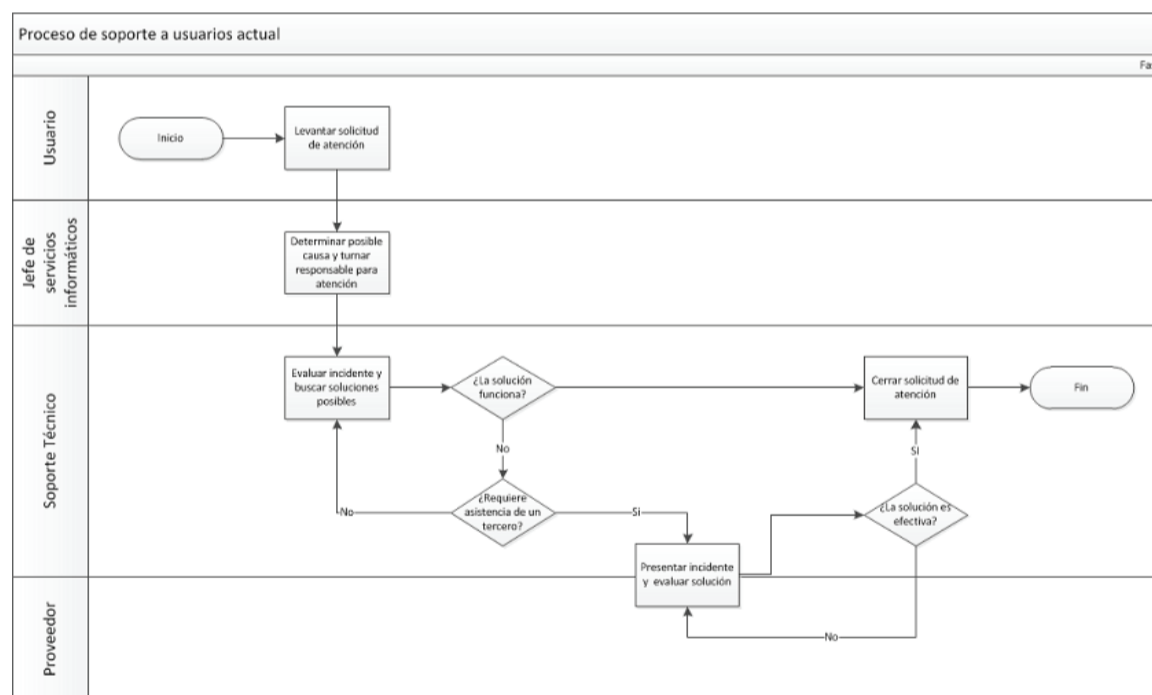 Proceso de soporte a usuarios actual
Usuario
Inicio
Levantar solicitud
de atención
Jefe de
servicios
informáticos
Determinar posible
causa y turnar
responsable para
atención
Soporte Técnico
Evaluar incidente y
buscar soluciones
posibles
¿La solución
funciona?
Cerrar solicitud de
atención
Fin
No
Si
¿Requiere
asistencia de un
tercero?
No
Si
¿La solución es
efectiva?
Presentar incidente
y evaluar solución
Proveedor
No